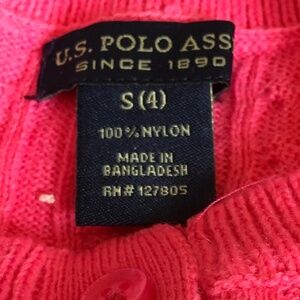 U.S. POLO ASS
SINCE 1890
S (4)
100% NYLON
MADE IN
BANGLADESH
RN# 127805